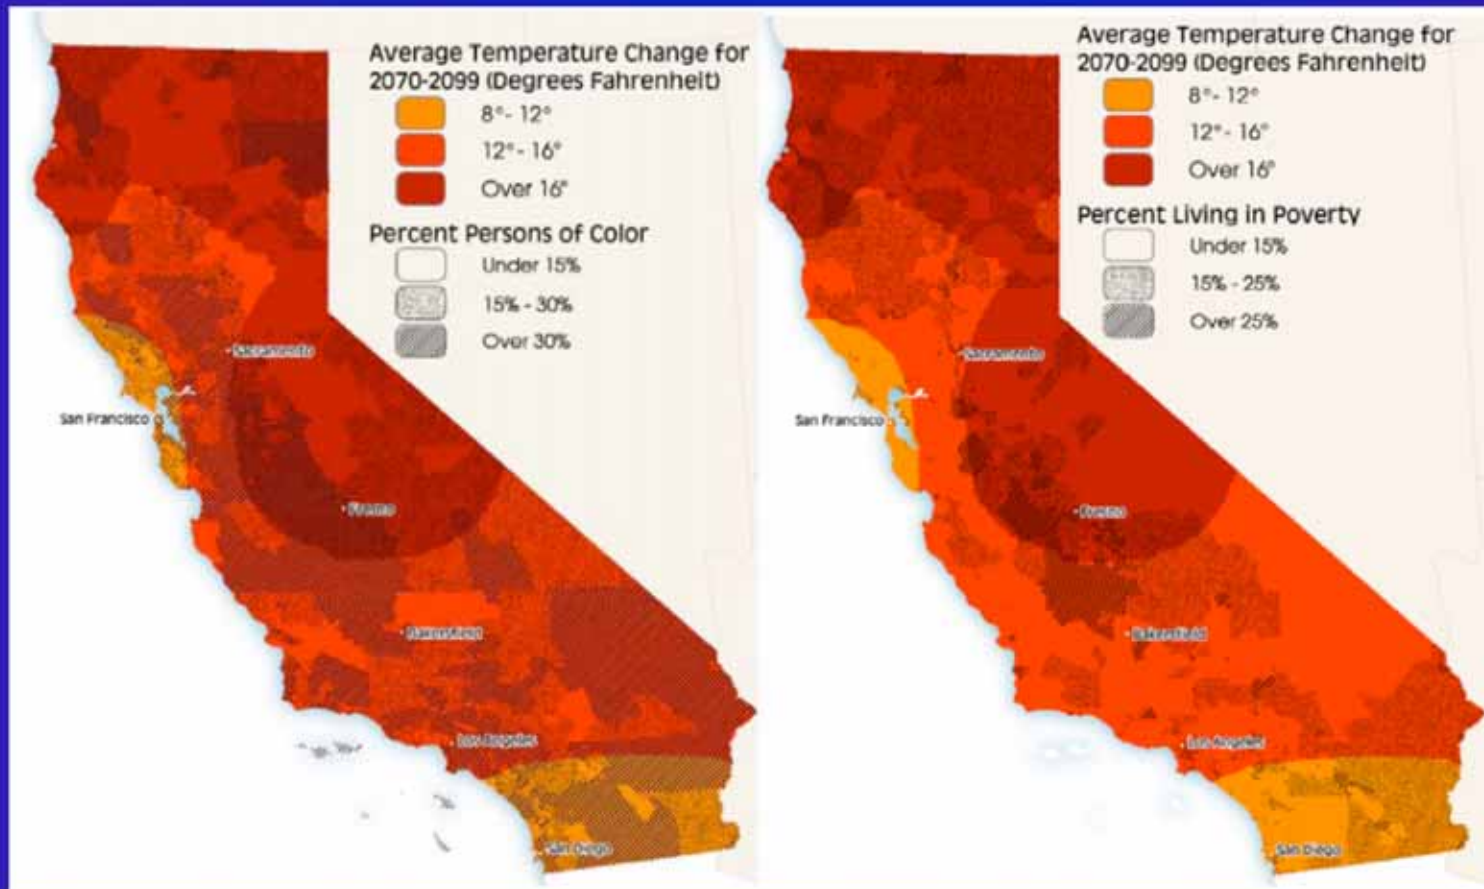 Average Temperature Change for
2070-2099 (Degrees Fahrenheit)
8°- 12°
12°- 16°
Over 16°
Percent Persons of Color
Under 15%
15% - 30%
Over 30%
Sacramento
San Francisco
Fresno
Bakersfield
Los Angeles
San Diego
Average Temperature Change for
2070-2099 (Degrees Fahrenheit)
8°- 12°
12°- 16°
Over 16°
Percent Living in Poverty
Under 15%
15% - 25%
Over 25%
Sacramento
San Francisco
Fresno
Bakersfield
Los Angeles
San Diego